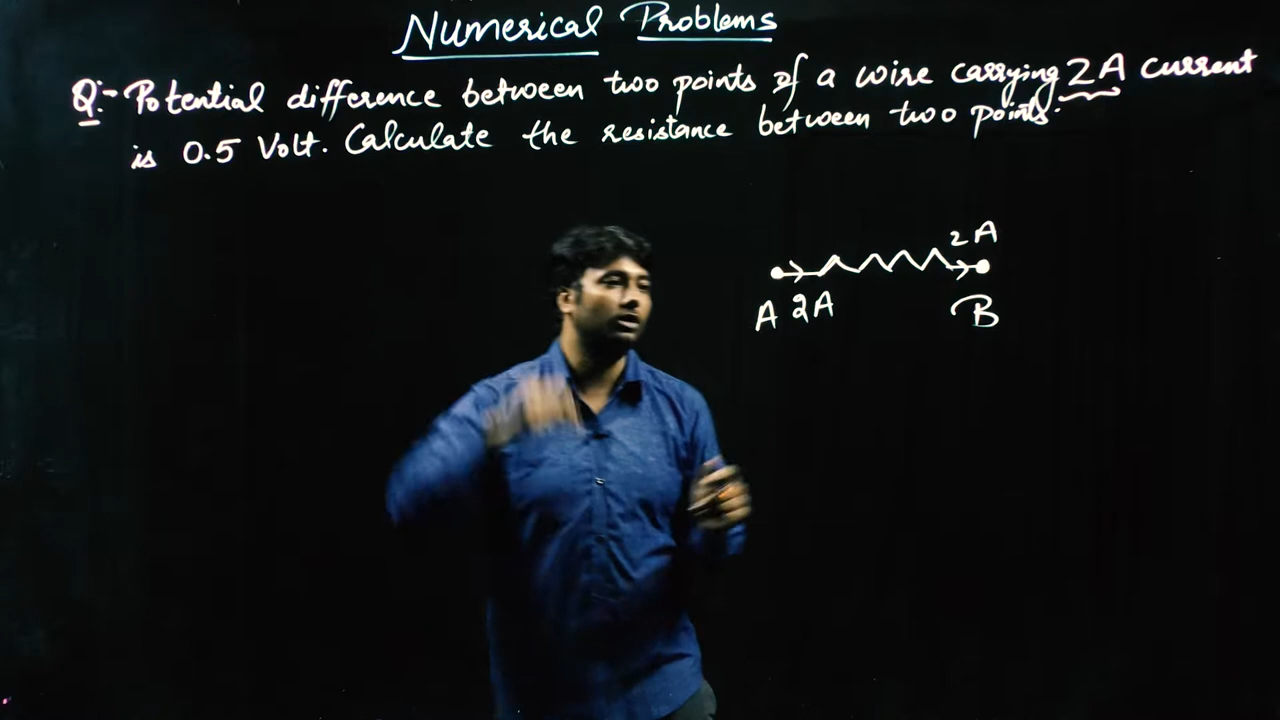 Numerical Problems
Q:- Potential difference between two points of a wire carrying 2A current
is 0.5 Volt. Calculate the resistance between two points.
2A
A 2A B